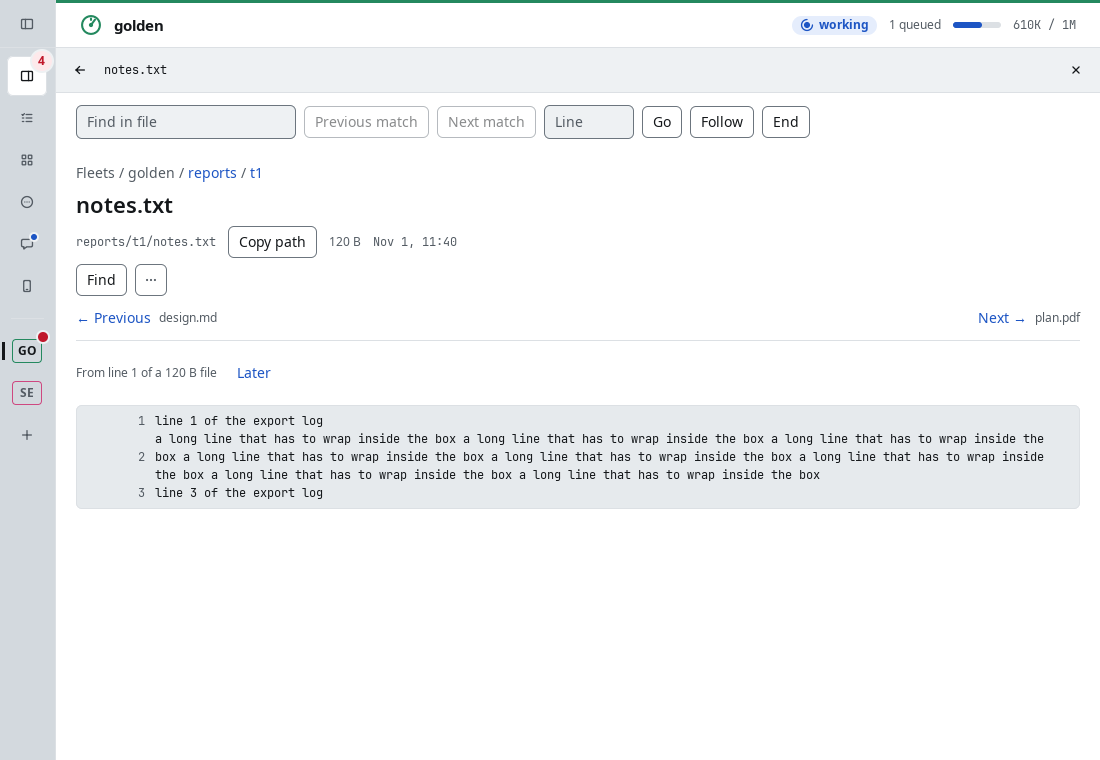 golden
working
1 queued
610K / 1M
4
← notes.txt ✕
Find in file
Previous match
Next match
Line
Go
Follow
End
Fleets / golden / reports / t1
notes.txt
reports/t1/notes.txt
Copy path
120 B
Nov 1, 11:40
Find
···
← Previous design.md
Next → plan.pdf
GO
SE
From line 1 of a 120 B file
Later
1 line 1 of the export log
a long line that has to wrap inside the box a long line that has to wrap inside the box a long line that has to wrap inside the
2 box a long line that has to wrap inside the box a long line that has to wrap inside the box a long line that has to wrap inside
the box a long line that has to wrap inside the box a long line that has to wrap inside the box
3 line 3 of the export log